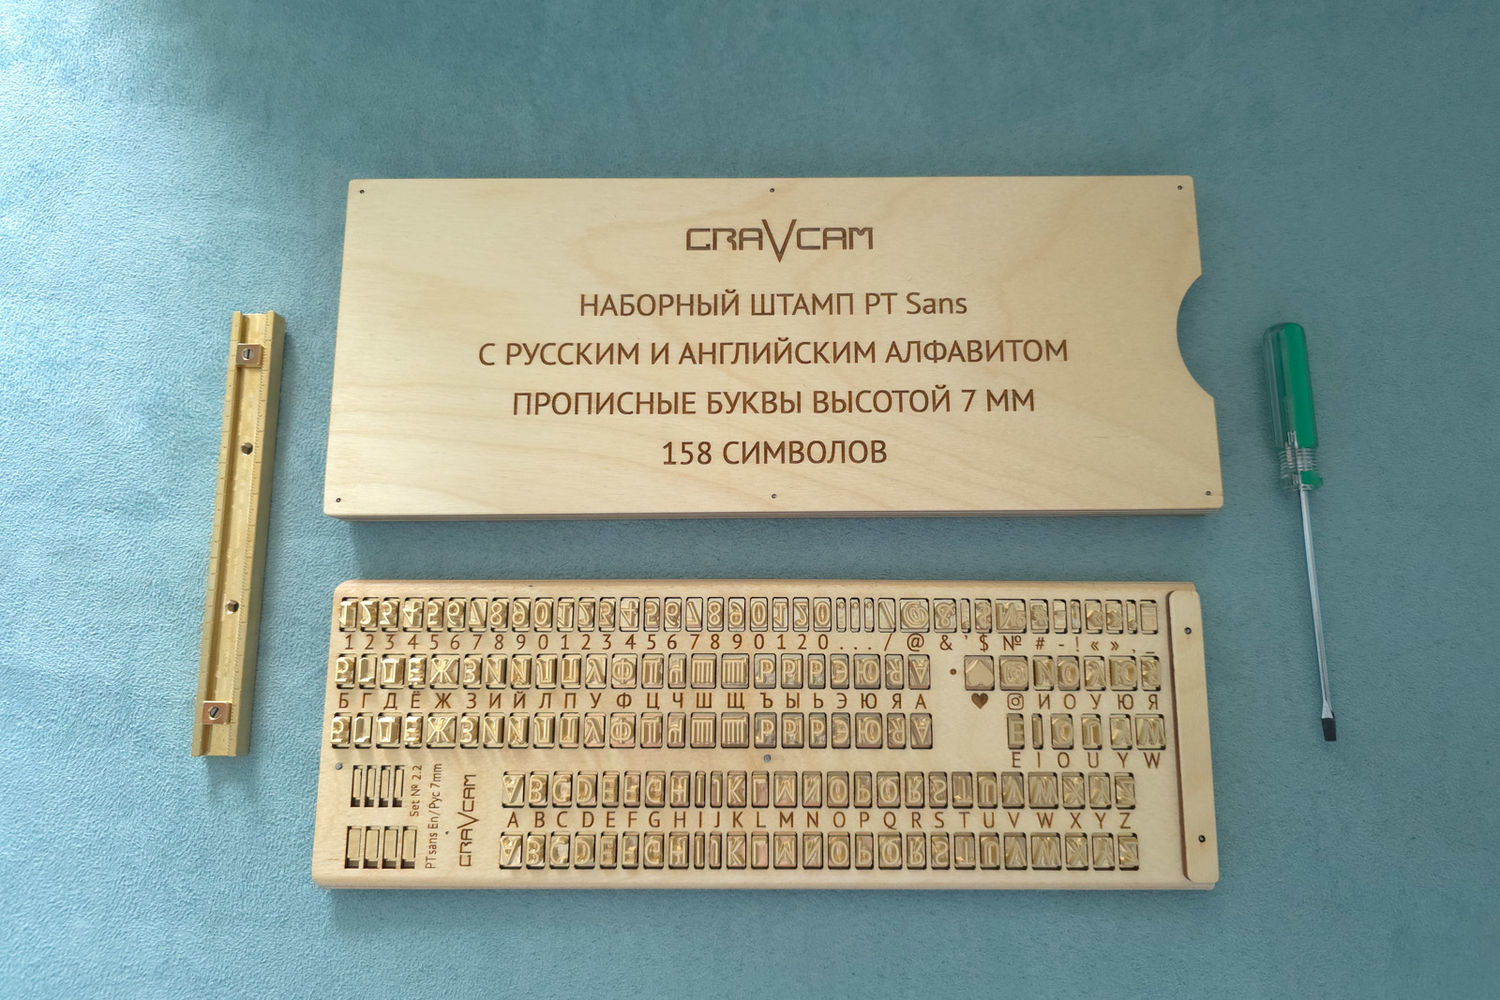 CRAVCAM
НАБОРНЫЙ ШТАМП PT Sans
С РУССКИМ И АНГЛИЙСКИМ АЛФАВИТОМ
ПРОПИСНЫЕ БУКВЫ ВЫСОТОЙ 7 ММ
158 СИМВОЛОВ
1 2 3 4 5 6 7 8 9 0 1 2 3 4 5 6 7 8 9 0 1 2 0 . . . / @ & ' $ № # - ! « » , _
Б Г Д Ё Ж З И Й Л П У Ф Ц Ч Ш Щ Ъ Ы Ь Э Ю Я А ♥ И О У Ю Я
E I O U Y W
Set № 2.2
PT sans En/Рус 7mm
CRAVCAM
A B C D E F G H I J K L M N O P Q R S T U V W X Y Z